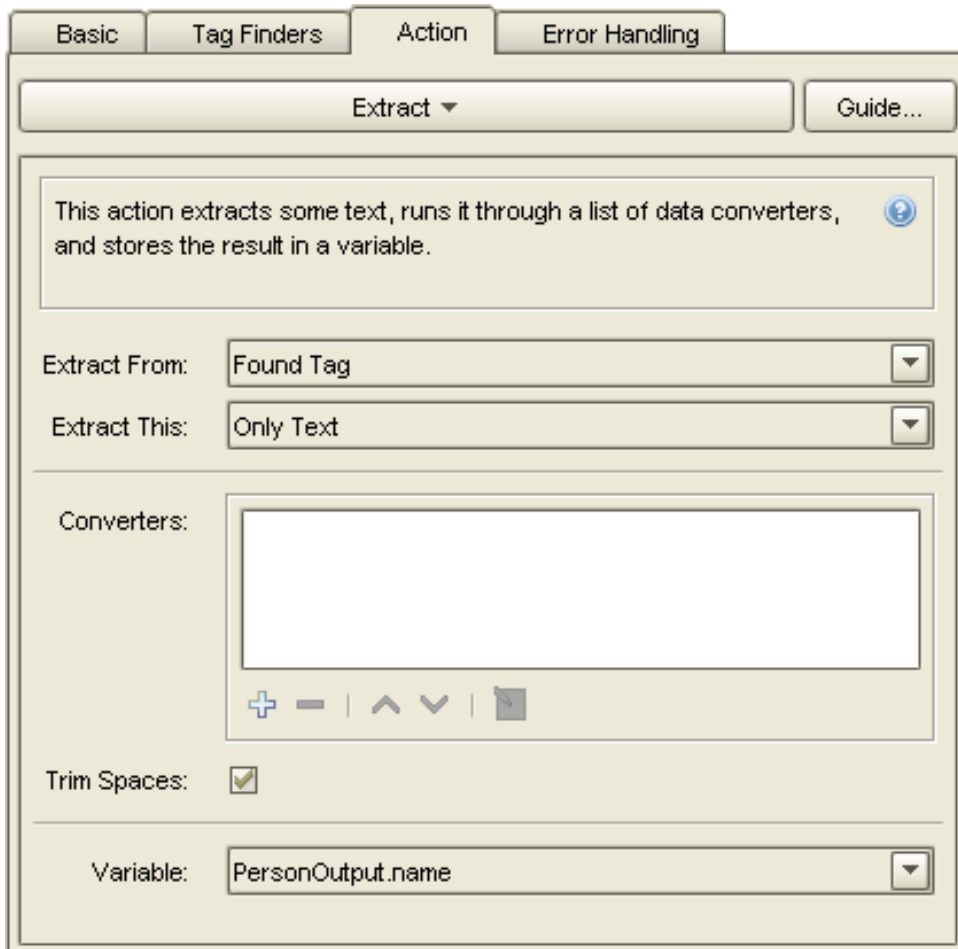 Basic Tag Finders Action Error Handling
Extract Guide...
This action extracts some text, runs it through a list of data converters,
and stores the result in a variable.
Extract From: Found Tag
Extract This: Only Text
Converters:
Trim Spaces:
Variable: PersonOutput.name